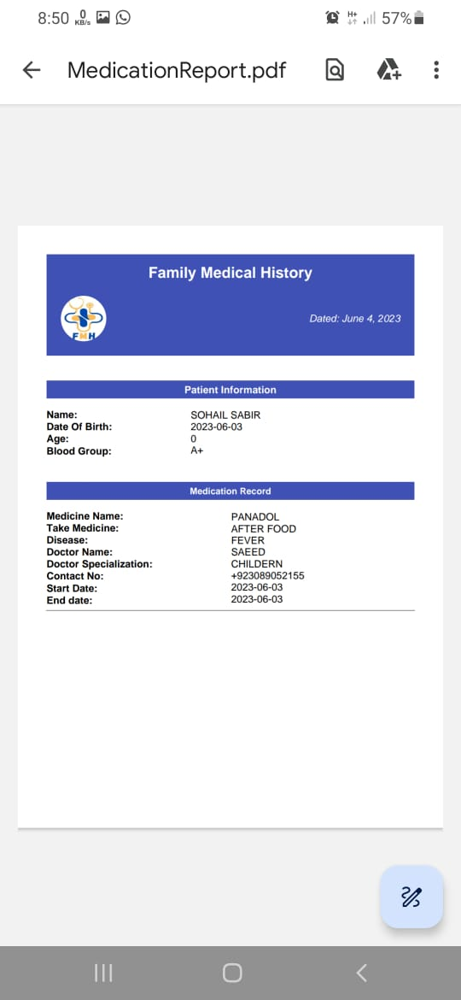 8:50 0 KB/s H+ 57%
MedicationReport.pdf
Family Medical History
FMH
Dated: June 4, 2023
Patient Information
Name: SOHAIL SABIR
Date Of Birth: 2023-06-03
Age: 0
Blood Group: A+
Medication Record
Medicine Name: PANADOL
Take Medicine: AFTER FOOD
Disease: FEVER
Doctor Name: SAEED
Doctor Specialization: CHILDERN
Contact No: +923089052155
Start Date: 2023-06-03
End date: 2023-06-03